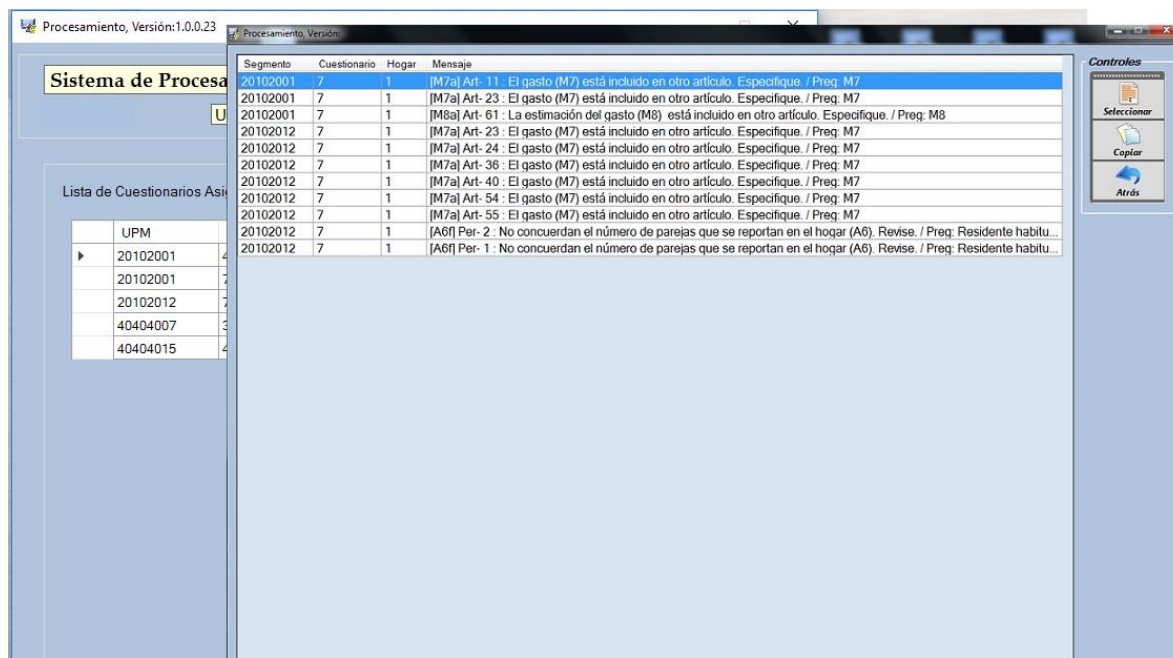 Procesamiento, Versión:1.0.0.23
Procesamiento, Versión:
Sistema de Procesa
U
Lista de Cuestionarios Asig
UPM
20102001 4
20102001 7
20102012 7
40404007 3
40404015 4
Segmento Cuestionario Hogar Mensaje
20102001 7 1 [M7a] Art- 11 : El gasto (M7) está incluido en otro artículo. Especifique. / Preg: M7
20102001 7 1 [M7a] Art- 23 : El gasto (M7) está incluido en otro artículo. Especifique. / Preg: M7
20102001 7 1 [M8a] Art- 61 : La estimación del gasto (M8) está incluido en otro artículo. Especifique. / Preg: M8
20102012 7 1 [M7a] Art- 23 : El gasto (M7) está incluido en otro artículo. Especifique. / Preg: M7
20102012 7 1 [M7a] Art- 24 : El gasto (M7) está incluido en otro artículo. Especifique. / Preg: M7
20102012 7 1 [M7a] Art- 36 : El gasto (M7) está incluido en otro artículo. Especifique. / Preg: M7
20102012 7 1 [M7a] Art- 40 : El gasto (M7) está incluido en otro artículo. Especifique. / Preg: M7
20102012 7 1 [M7a] Art- 54 : El gasto (M7) está incluido en otro artículo. Especifique. / Preg: M7
20102012 7 1 [M7a] Art- 55 : El gasto (M7) está incluido en otro artículo. Especifique. / Preg: M7
20102012 7 1 [A6f] Per- 2 : No concuerdan el número de parejas que se reportan en el hogar (A6). Revise. / Preg: Residente habitu...
20102012 7 1 [A6f] Per- 1 : No concuerdan el número de parejas que se reportan en el hogar (A6). Revise. / Preg: Residente habitu...
Controles
Seleccionar
Copiar
Atrás